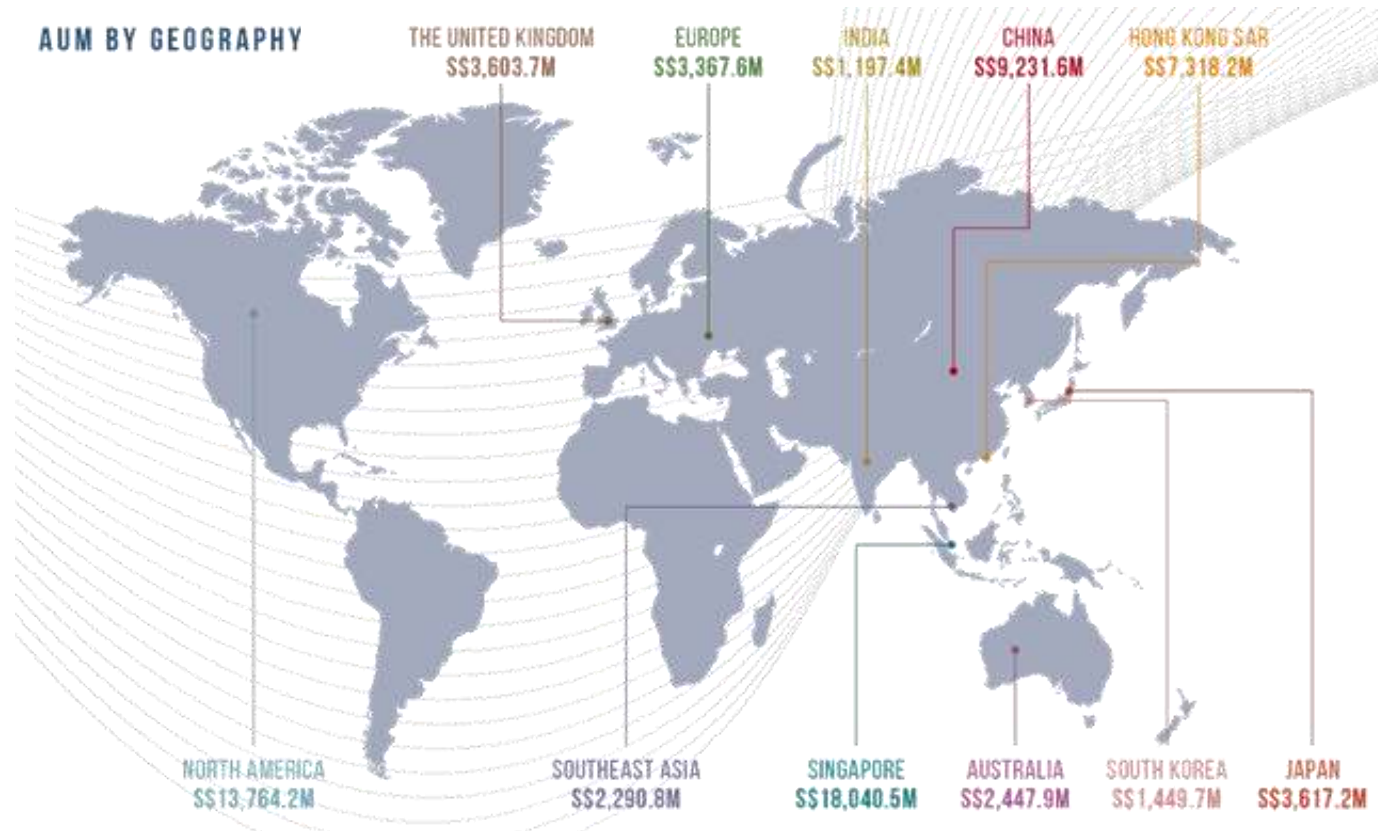 AUM BY GEOGRAPHY
THE UNITED KINGDOM
S$3,603.7M
EUROPE
S$3,367.6M
INDIA
S$1,197.4M
CHINA
S$9,231.6M
HONG KONG SAR
S$7,318.2M
NORTH AMERICA
S$13,764.2M
SOUTHEAST ASIA
S$2,290.8M
SINGAPORE
S$18,040.5M
AUSTRALIA
S$2,447.9M
SOUTH KOREA
S$1,449.7M
JAPAN
S$3,617.2M